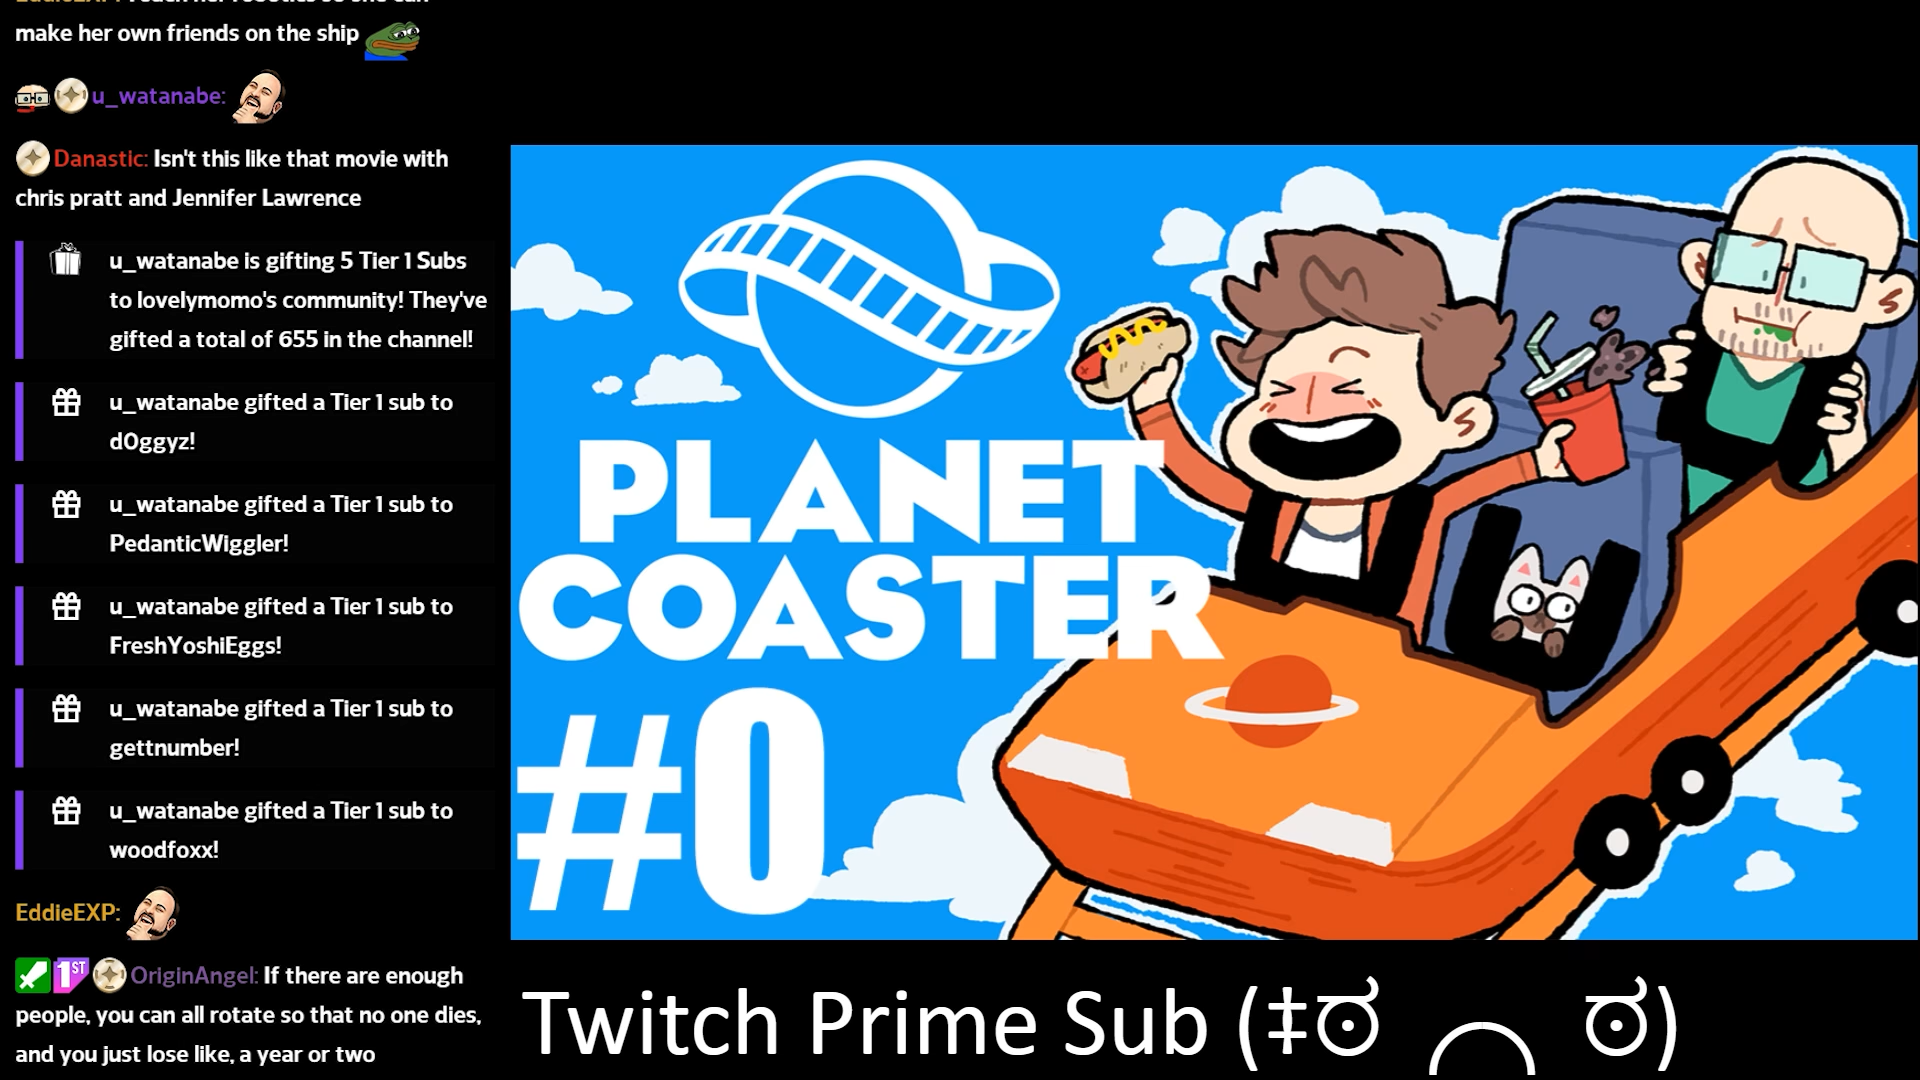 make her own friends on the ship
u_watanabe:
Danastic: Isn't this like that movie with
chris pratt and Jennifer Lawrence
u_watanabe is gifting 5 Tier 1 Subs
to lovelymomo's community! They've
gifted a total of 655 in the channel!
u_watanabe gifted a Tier 1 sub to
d0ggyz!
u_watanabe gifted a Tier 1 sub to
PedanticWiggler!
u_watanabe gifted a Tier 1 sub to
FreshYoshiEggs!
u_watanabe gifted a Tier 1 sub to
gettnumber!
u_watanabe gifted a Tier 1 sub to
woodfoxx!
EddieEXP:
1ST OriginAngel: If there are enough
people, you can all rotate so that no one dies,
and you just lose like, a year or two
PLANET
COASTER
#0
Twitch Prime Sub (‡ಠ ⁔ ಠ)